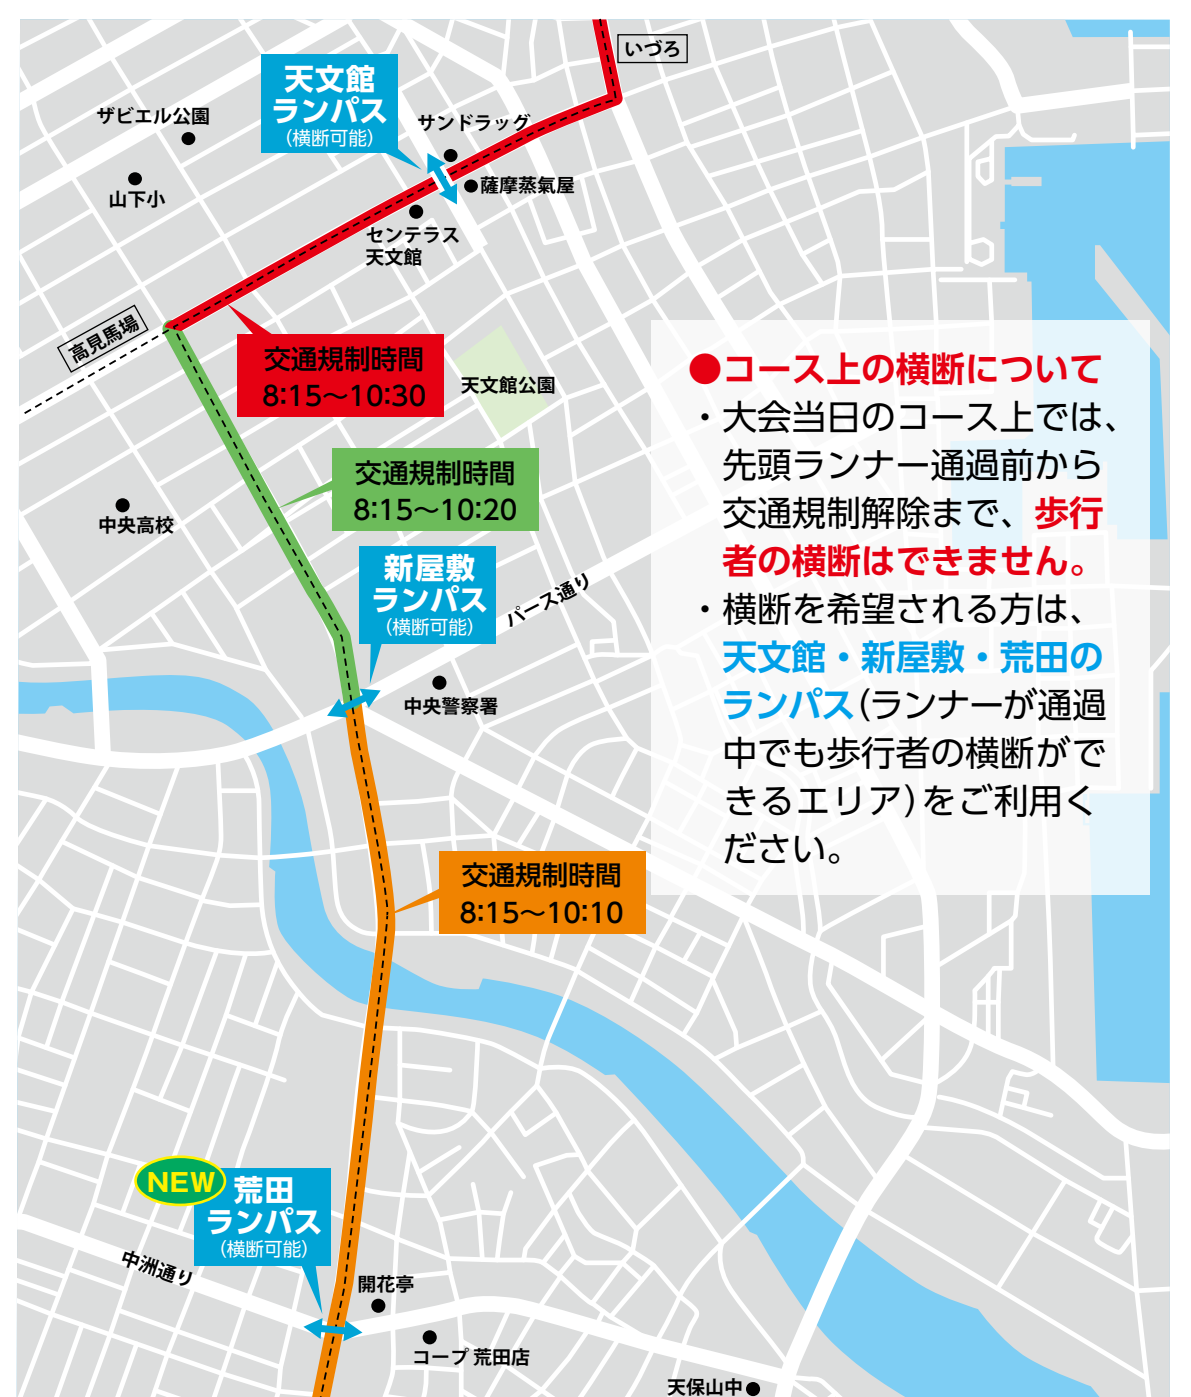 いづろ
天文館
ランパス
(横断可能)
ザビエル公園
サンドラッグ
山下小
薩摩蒸氣屋
センテラス
天文館
高見馬場
交通規制時間
8:15～10:30
天文館公園
交通規制時間
8:15～10:20
中央高校
新屋敷
ランパス
(横断可能)
パース通り
中央警察署
●コース上の横断について
・大会当日のコース上では、
先頭ランナー通過前から
交通規制解除まで、歩行
者の横断はできません。
・横断を希望される方は、
天文館・新屋敷・荒田の
ランパス(ランナーが通過
中でも歩行者の横断がで
きるエリア)をご利用く
ださい。
交通規制時間
8:15～10:10
NEW
荒田
ランパス
(横断可能)
中洲通り
開花亭
コープ 荒田店
天保山中